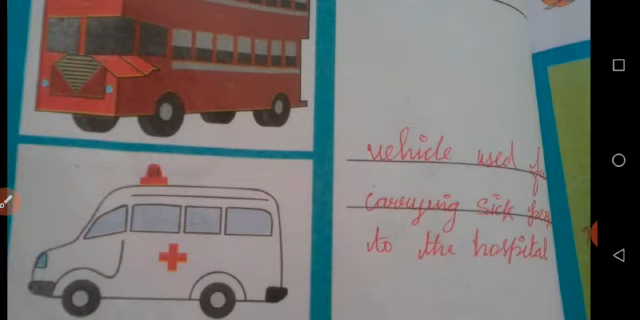 vehicle used
carrying sick
to the hospital